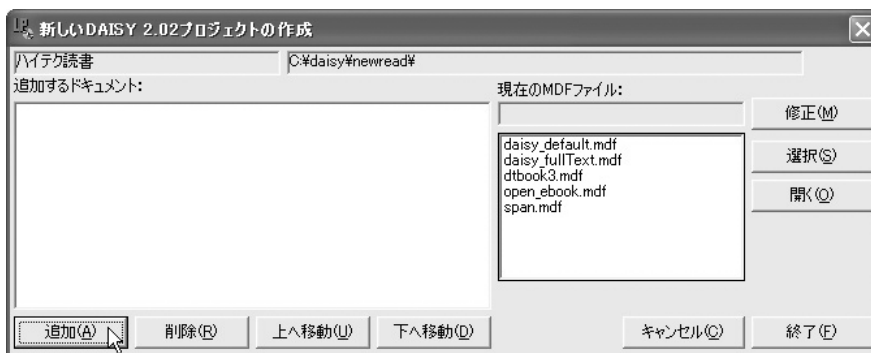 新しいDAISY 2.02プロジェクトの作成
ハイテク読書 C:¥daisy¥newread¥
追加するドキュメント:
現在のMDFファイル:
修正(M)
daisy_default.mdf
daisy_fullText.mdf
dtbook3.mdf
open_ebook.mdf
span.mdf
選択(S)
開く(O)
追加(A) 削除(R) 上へ移動(U) 下へ移動(D) キャンセル(C) 終了(F)